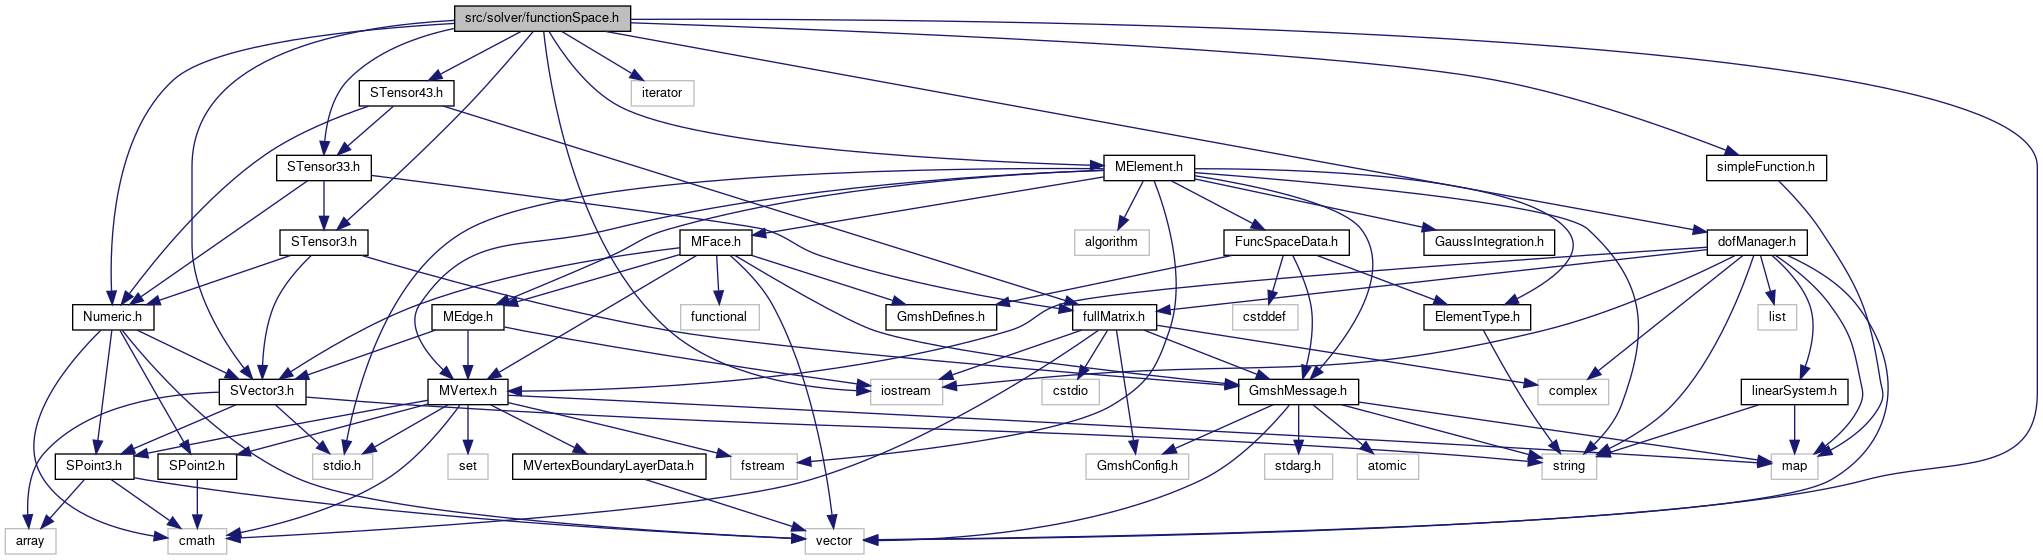 src/solver/functionSpace.h
STensor43.h
iterator
STensor33.h
MElement.h
simpleFunction.h
STensor3.h
MFace.h
algorithm
FuncSpaceData.h
GaussIntegration.h
dofManager.h
Numeric.h
MEdge.h
functional
GmshDefines.h
fullMatrix.h
cstddef
ElementType.h
list
SVector3.h
MVertex.h
iostream
cstdio
GmshMessage.h
complex
linearSystem.h
SPoint3.h
SPoint2.h
stdio.h
set
MVertexBoundaryLayerData.h
fstream
GmshConfig.h
stdarg.h
atomic
string
map
array
cmath
vector